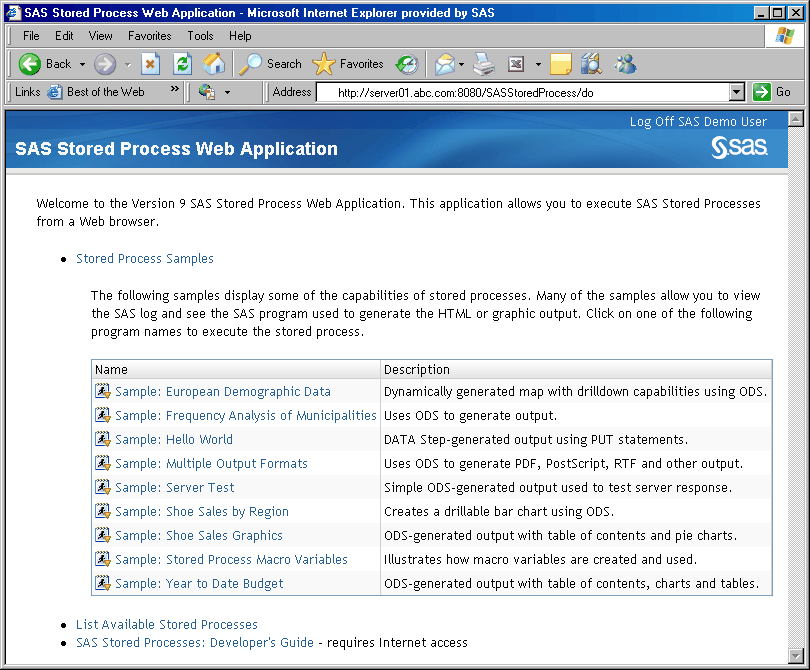 SAS Stored Process Web Application - Microsoft Internet Explorer provided by SAS
File Edit View Favorites Tools Help
Back Search Favorites
Links Best of the Web » Address http://server01.abc.com:8080/SASStoredProcess/do Go
Log Off SAS Demo User
SAS Stored Process Web Application
sas
Welcome to the Version 9 SAS Stored Process Web Application. This application allows you to execute SAS Stored Processes
from a Web browser.
• Stored Process Samples
The following samples display some of the capabilities of stored processes. Many of the samples allow you to view
the SAS log and see the SAS program used to generate the HTML or graphic output. Click on one of the following
program names to execute the stored process.
Name Description
Sample: European Demographic Data Dynamically generated map with drilldown capabilities using ODS.
Sample: Frequency Analysis of Municipalities Uses ODS to generate output.
Sample: Hello World DATA Step-generated output using PUT statements.
Sample: Multiple Output Formats Uses ODS to generate PDF, PostScript, RTF and other output.
Sample: Server Test Simple ODS-generated output used to test server response.
Sample: Shoe Sales by Region Creates a drillable bar chart using ODS.
Sample: Shoe Sales Graphics ODS-generated output with table of contents and pie charts.
Sample: Stored Process Macro Variables Illustrates how macro variables are created and used.
Sample: Year to Date Budget ODS-generated output with table of contents, charts and tables.
• List Available Stored Processes
• SAS Stored Processes: Developer's Guide - requires Internet access